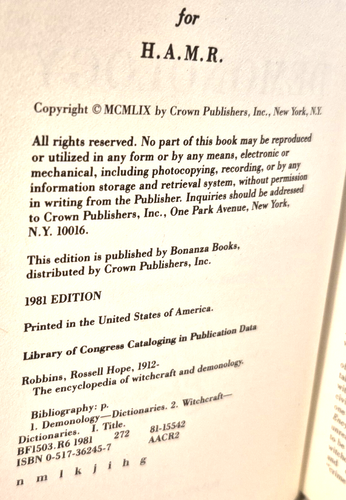 for
H.A.M.R.
Copyright © MCMLIX by Crown Publishers, Inc., New York, N.Y.
All rights reserved. No part of this book may be reproduced
or utilized in any form or by any means, electronic or
mechanical, including photocopying, recording, or by any
information storage and retrieval system, without permission
in writing from the Publisher. Inquiries should be addressed
to Crown Publishers, Inc., One Park Avenue, New York,
N.Y. 10016.
This edition is published by Bonanza Books,
distributed by Crown Publishers, Inc.
1981 EDITION
Printed in the United States of America.
Library of Congress Cataloging in Publication Data
Robbins, Rossell Hope, 1912-
The encyclopedia of witchcraft and demonology.
Bibliography: p.
1. Demonology—Dictionaries. 2. Witchcraft—
Dictionaries. I. Title.
BF1503.R6 1981 272 81-15542
ISBN 0-517-36245-7 AACR2
n m l k j i h g